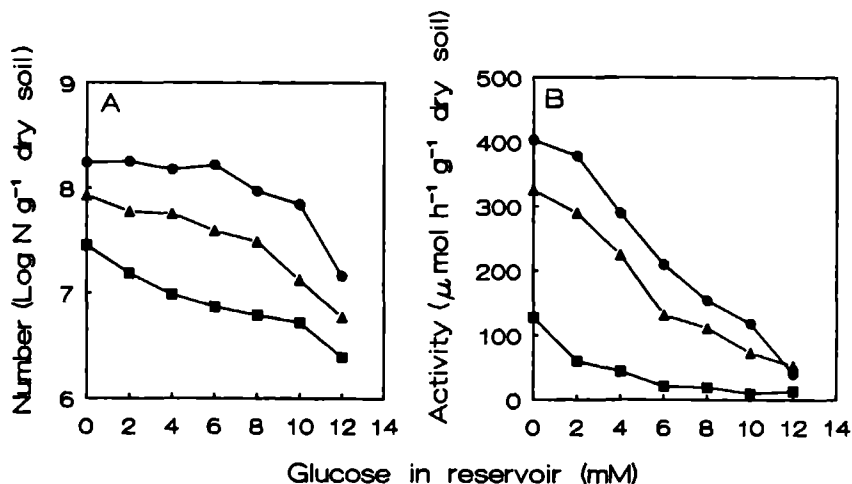 A
Number (Log N g⁻¹ dry soil)
9
8
7
6
0 2 4 6 8 10 12 14
B
Activity (μmol h⁻¹ g⁻¹ dry soil)
500
400
300
200
100
0
0 2 4 6 8 10 12 14
Glucose in reservoir (mM)